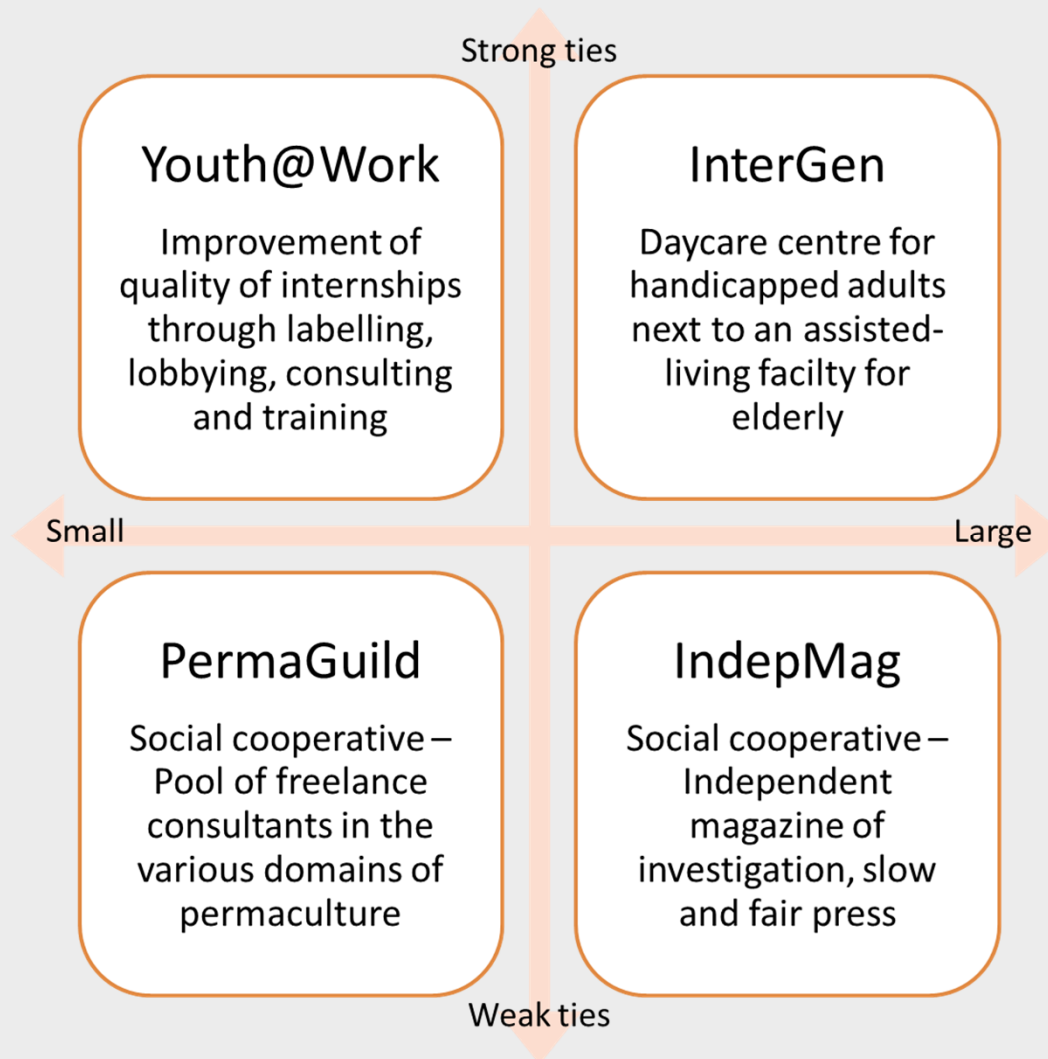 Strong ties
Youth@Work
Improvement of
quality of internships
through labelling,
lobbying, consulting
and training
InterGen
Daycare centre for
handicapped adults
next to an assisted-
living facilty for
elderly
Small
Large
PermaGuild
Social cooperative –
Pool of freelance
consultants in the
various domains of
permaculture
IndepMag
Social cooperative –
Independent
magazine of
investigation, slow
and fair press
Weak ties